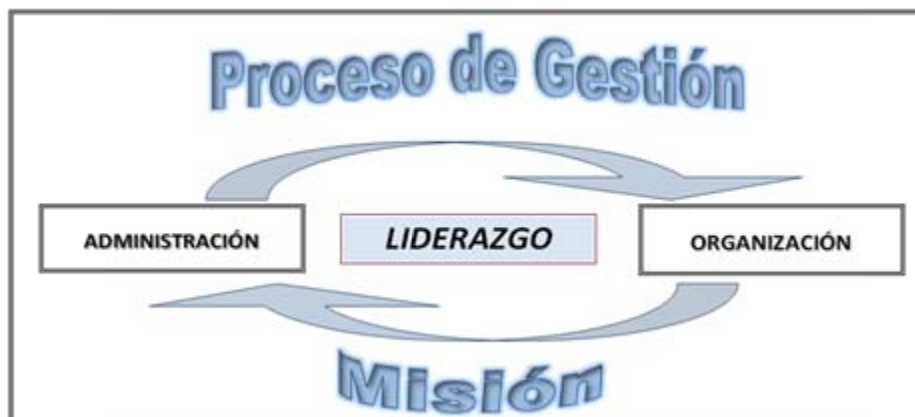 Proceso de Gestión
ADMINISTRACIÓN
LIDERAZGO
ORGANIZACIÓN
Misión